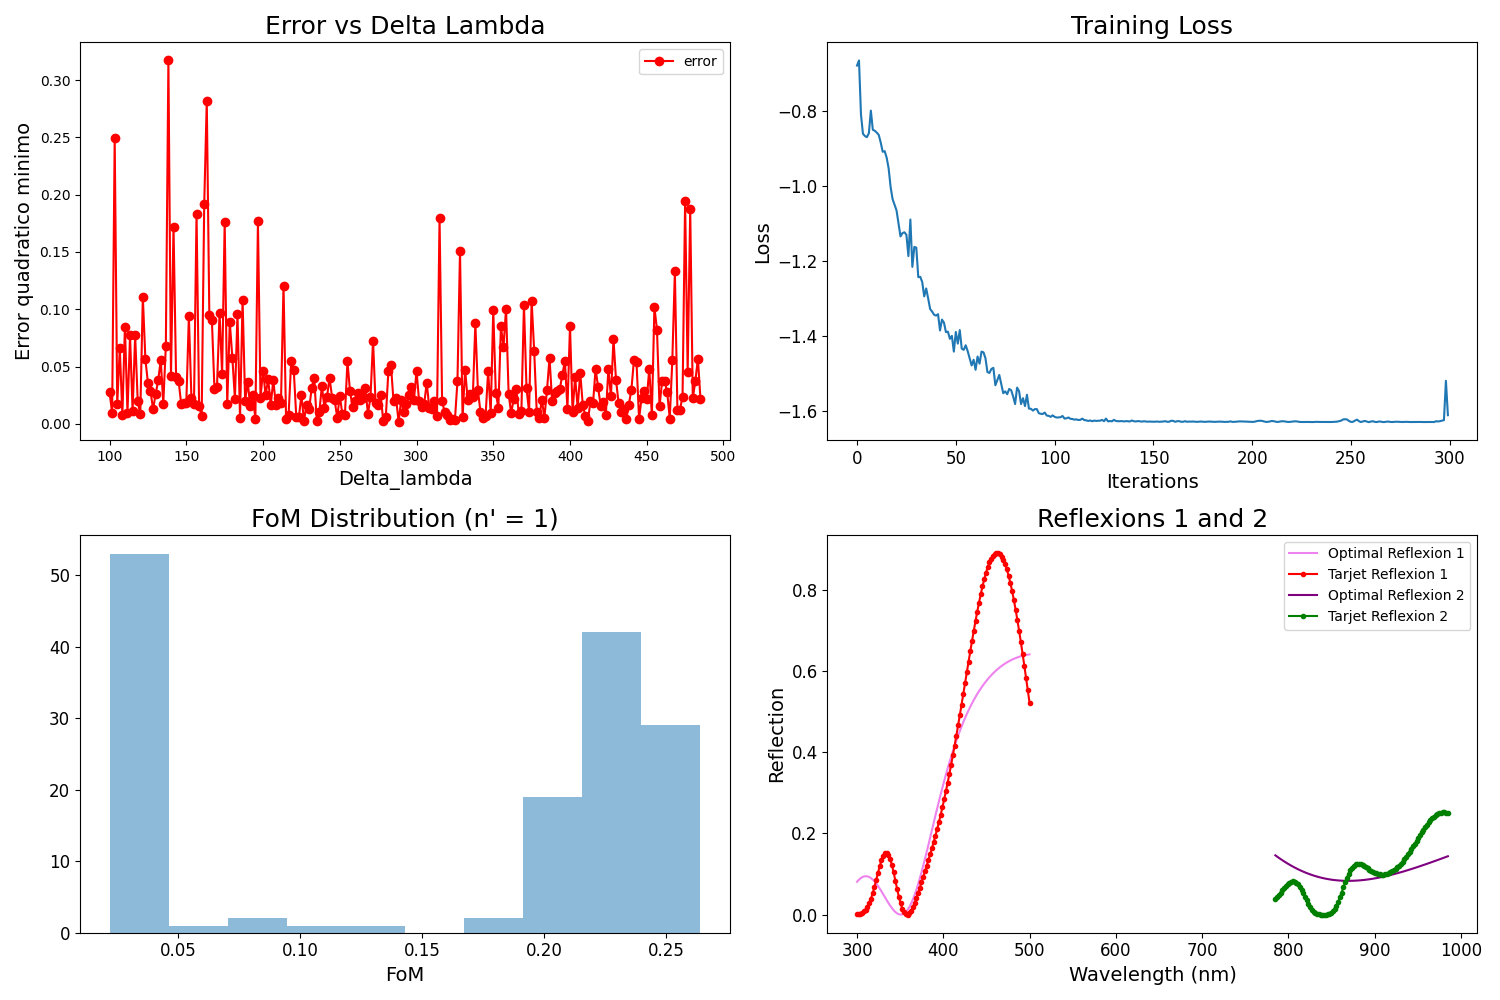 Error vs Delta Lambda
error
Error quadratico minimo
0.30
0.25
0.20
0.15
0.10
0.05
0.00
100 150 200 250 300 350 400 450 500
Delta_lambda
Training Loss
Loss
−0.8
−1.0
−1.2
−1.4
−1.6
0 50 100 150 200 250 300
Iterations
FoM Distribution (n' = 1)
50
40
30
20
10
0
0.05 0.10 0.15 0.20 0.25
FoM
Reflexions 1 and 2
Optimal Reflexion 1
Tarjet Reflexion 1
Optimal Reflexion 2
Tarjet Reflexion 2
Reflection
0.8
0.6
0.4
0.2
0.0
300 400 500 600 700 800 900 1000
Wavelength (nm)